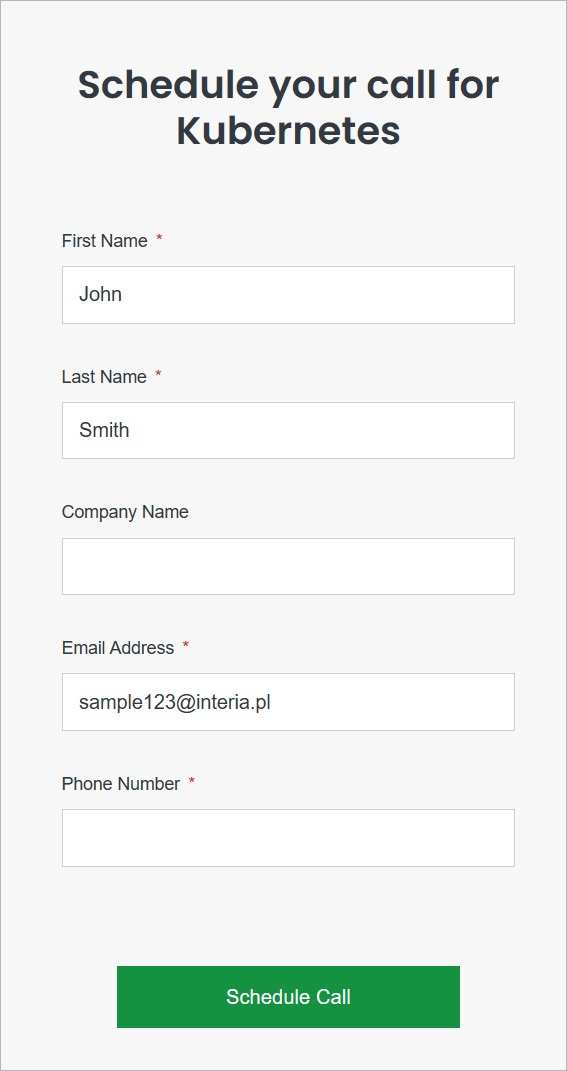 Schedule your call for
Kubernetes
First Name *
John
Last Name *
Smith
Company Name
Email Address *
sample123@interia.pl
Phone Number *
Schedule Call